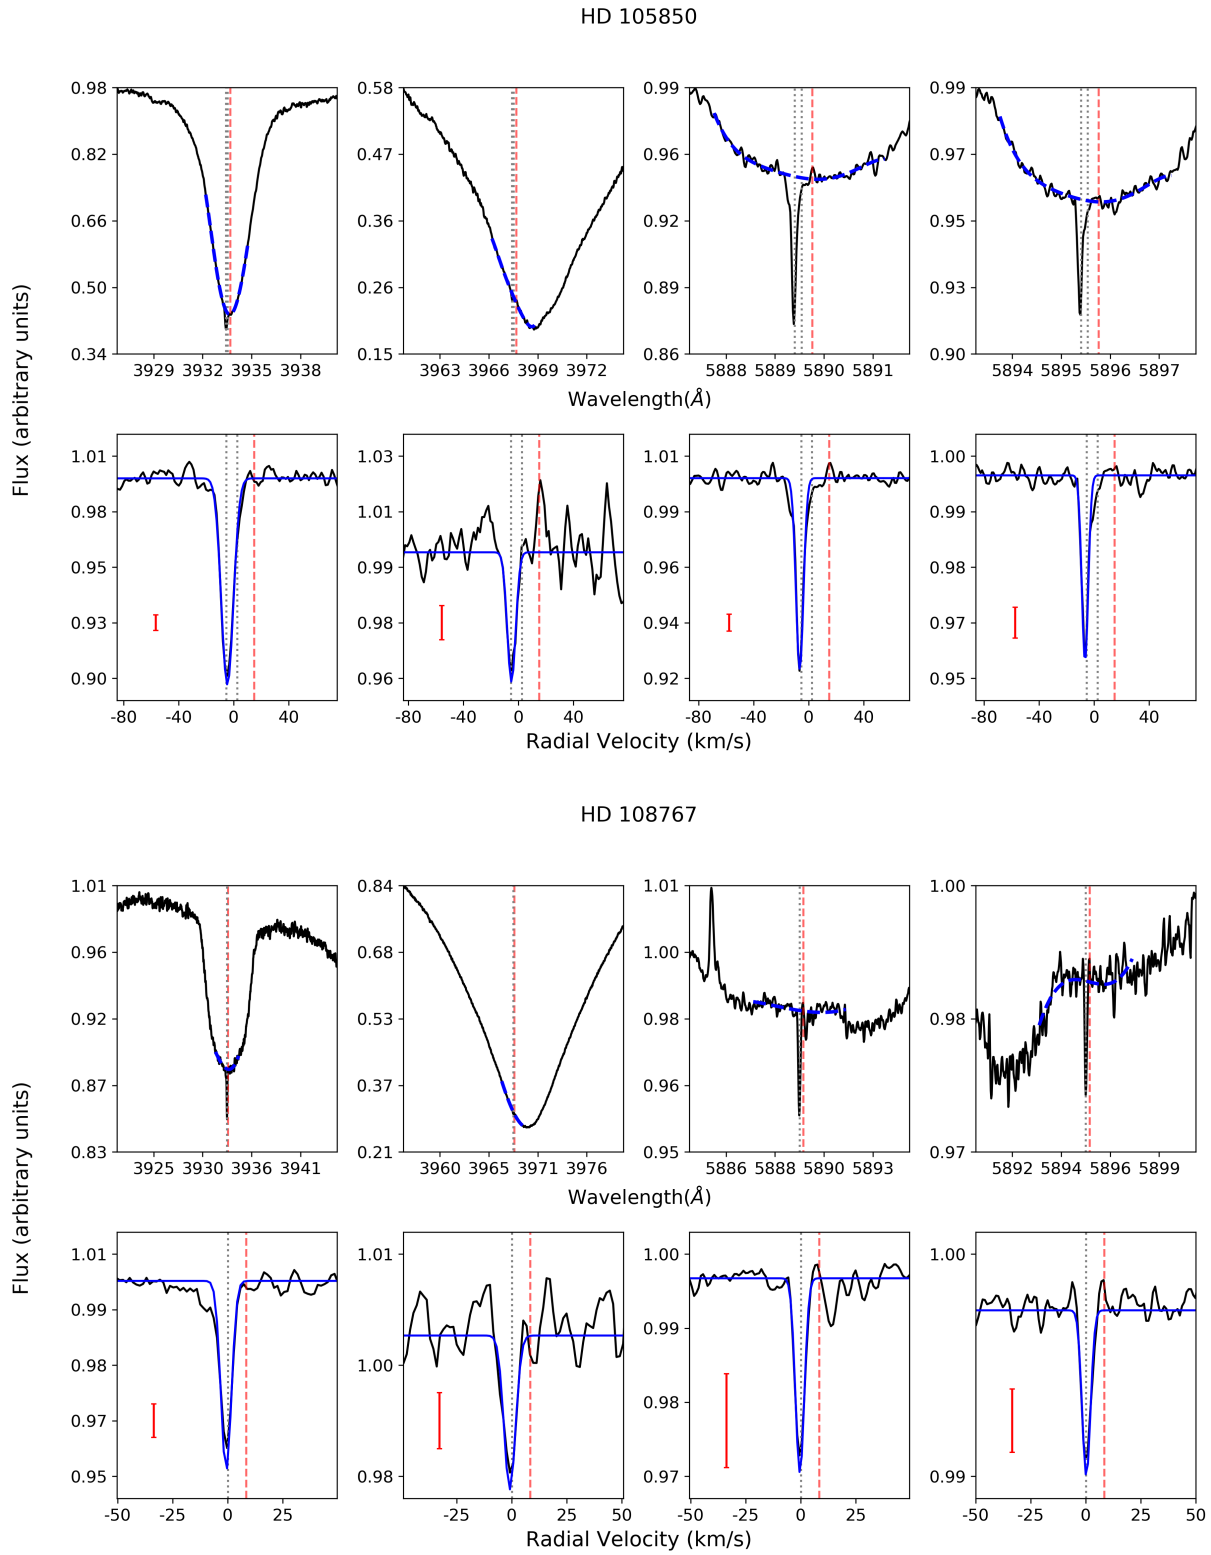 HD 105850
0.98 0.58 0.99 0.99
0.82 0.47 0.96 0.97
0.66 0.36 0.92 0.95
0.50 0.26 0.89 0.93
0.34 0.15 0.86 0.90
3929 3932 3935 3938 3963 3966 3969 3972 5888 5889 5890 5891 5894 5895 5896 5897
Wavelength(Å)
Flux (arbitrary units)
1.01 1.03 1.01 1.00
0.98 1.01 0.99 0.99
0.95 0.99 0.96 0.98
0.93 0.98 0.94 0.97
0.90 0.96 0.92 0.95
-80 -40 0 40 -80 -40 0 40 -80 -40 0 40 -80 -40 0 40
Radial Velocity (km/s)
HD 108767
1.01 0.84 1.01 1.00
0.96 0.68 1.00
0.92 0.53 0.98 0.98
0.87 0.37 0.96
0.83 0.21 0.95 0.97
3925 3930 3936 3941 3960 3965 3971 3976 5886 5888 5890 5893 5892 5894 5896 5899
Wavelength(Å)
Flux (arbitrary units)
1.01 1.01 1.00 1.00
0.99 0.99
0.98 1.00 0.98
0.97
0.95 0.98 0.97 0.99
-50 -25 0 25 -25 0 25 50 -50 -25 0 25 -50 -25 0 25 50
Radial Velocity (km/s)